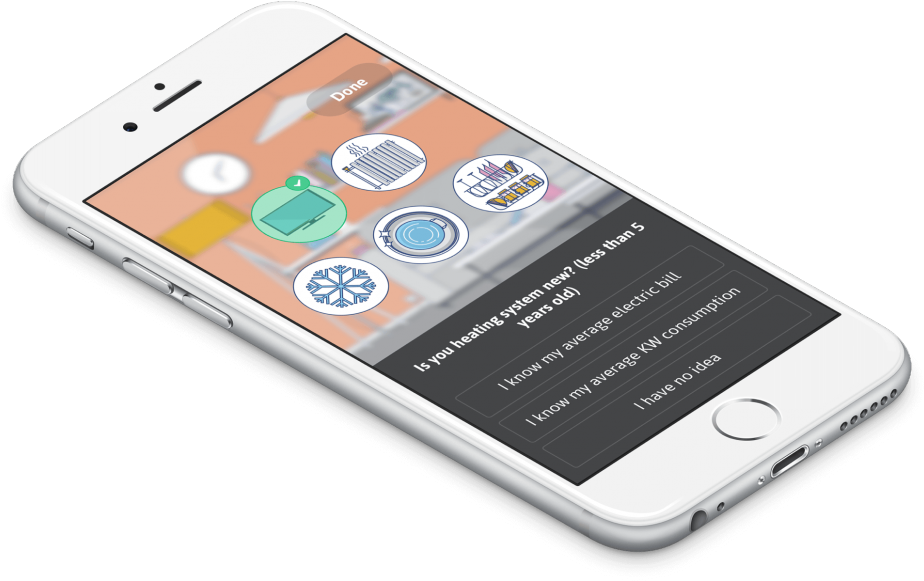 Done
Is you heating system new? (less than 5
years old)
I know my average electric bill
I know my average KW consumption
I have no idea